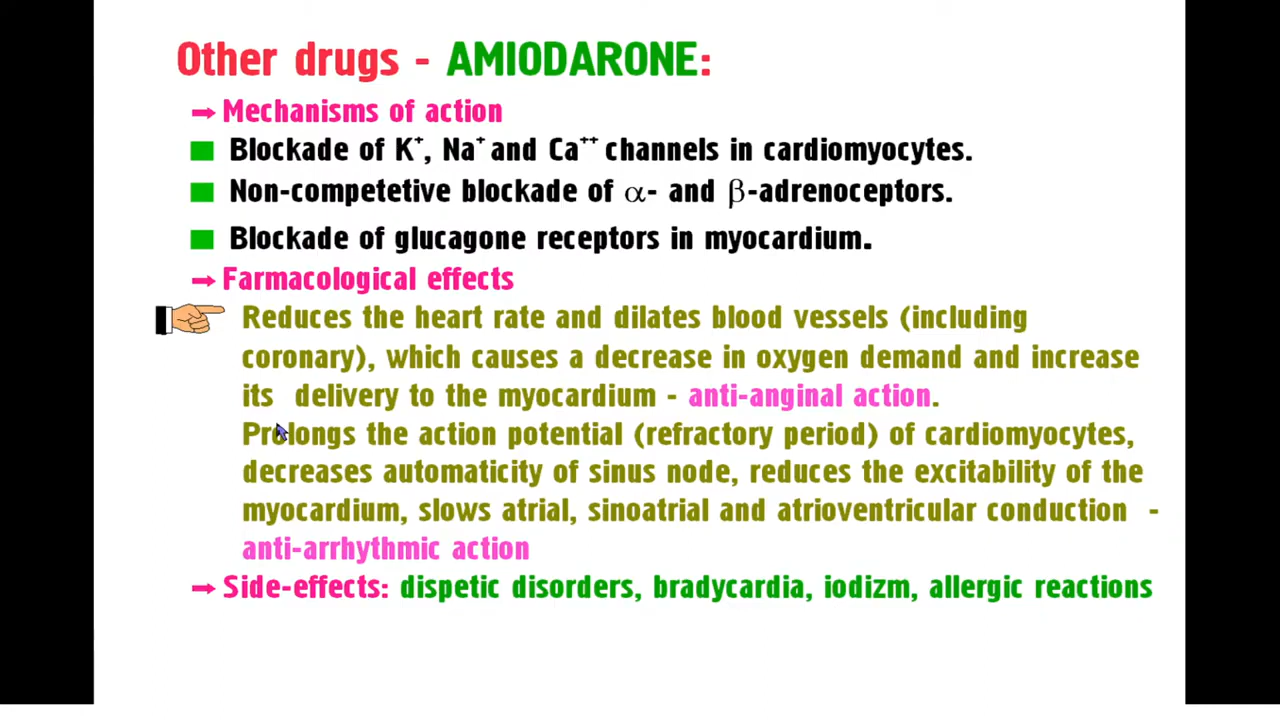 Other drugs - AMIODARONE:
➞ Mechanisms of action
■ Blockade of K⁺, Na⁺ and Ca⁺⁺ channels in cardiomyocytes.
■ Non-competetive blockade of α- and β-adrenoceptors.
■ Blockade of glucagone receptors in myocardium.
➞ Farmacological effects
Reduces the heart rate and dilates blood vessels (including
coronary), which causes a decrease in oxygen demand and increase
its delivery to the myocardium - anti-anginal action.
Prolongs the action potential (refractory period) of cardiomyocytes,
decreases automaticity of sinus node, reduces the excitability of the
myocardium, slows atrial, sinoatrial and atrioventricular conduction -
anti-arrhythmic action
➞ Side-effects: dispetic disorders, bradycardia, iodizm, allergic reactions